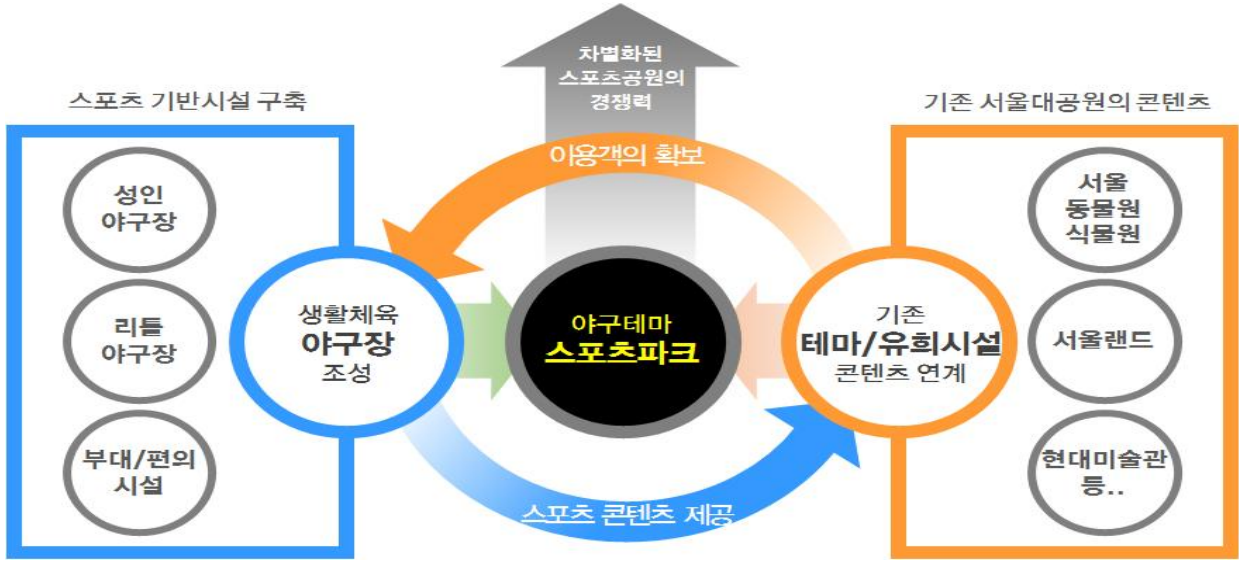 차별화된
스포츠공원의
경쟁력
스포츠 기반시설 구축
기존 서울대공원의 콘텐츠
이용객의 확보
성인
야구장
리틀
야구장
부대/편의
시설
생활체육
야구장
조성
야구테마
스포츠파크
기존
테마/유희시설
콘텐츠 연계
서울
동물원
식물원
서울랜드
현대미술관
등..
스포츠 콘텐츠 제공